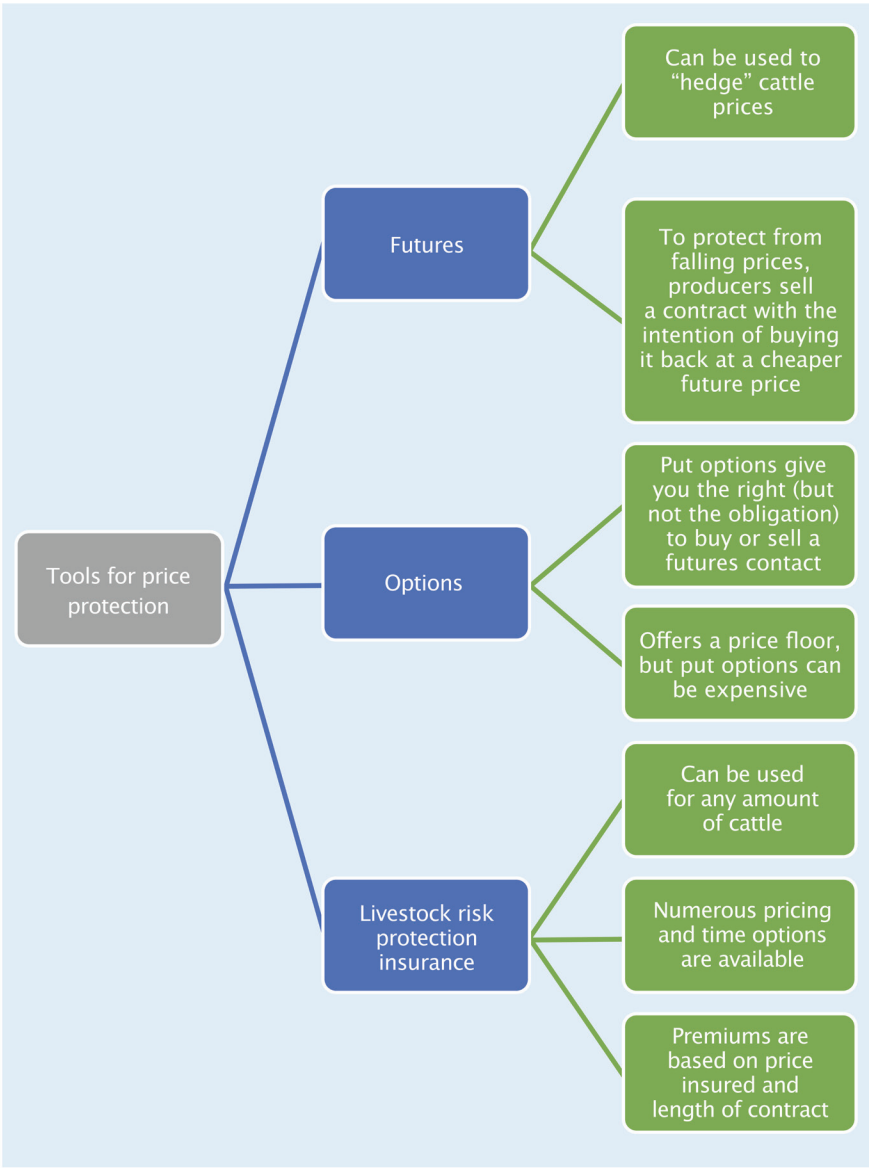 Tools for price
protection
Futures
Can be used to
“hedge” cattle
prices
To protect from
falling prices,
producers sell
a contract with the
intention of buying
it back at a cheaper
future price
Options
Put options give
you the right (but
not the obligation)
to buy or sell a
futures contact
Offers a price floor,
but put options can
be expensive
Livestock risk
protection
insurance
Can be used
for any amount
of cattle
Numerous pricing
and time options
are available
Premiums are
based on price
insured and
length of contract